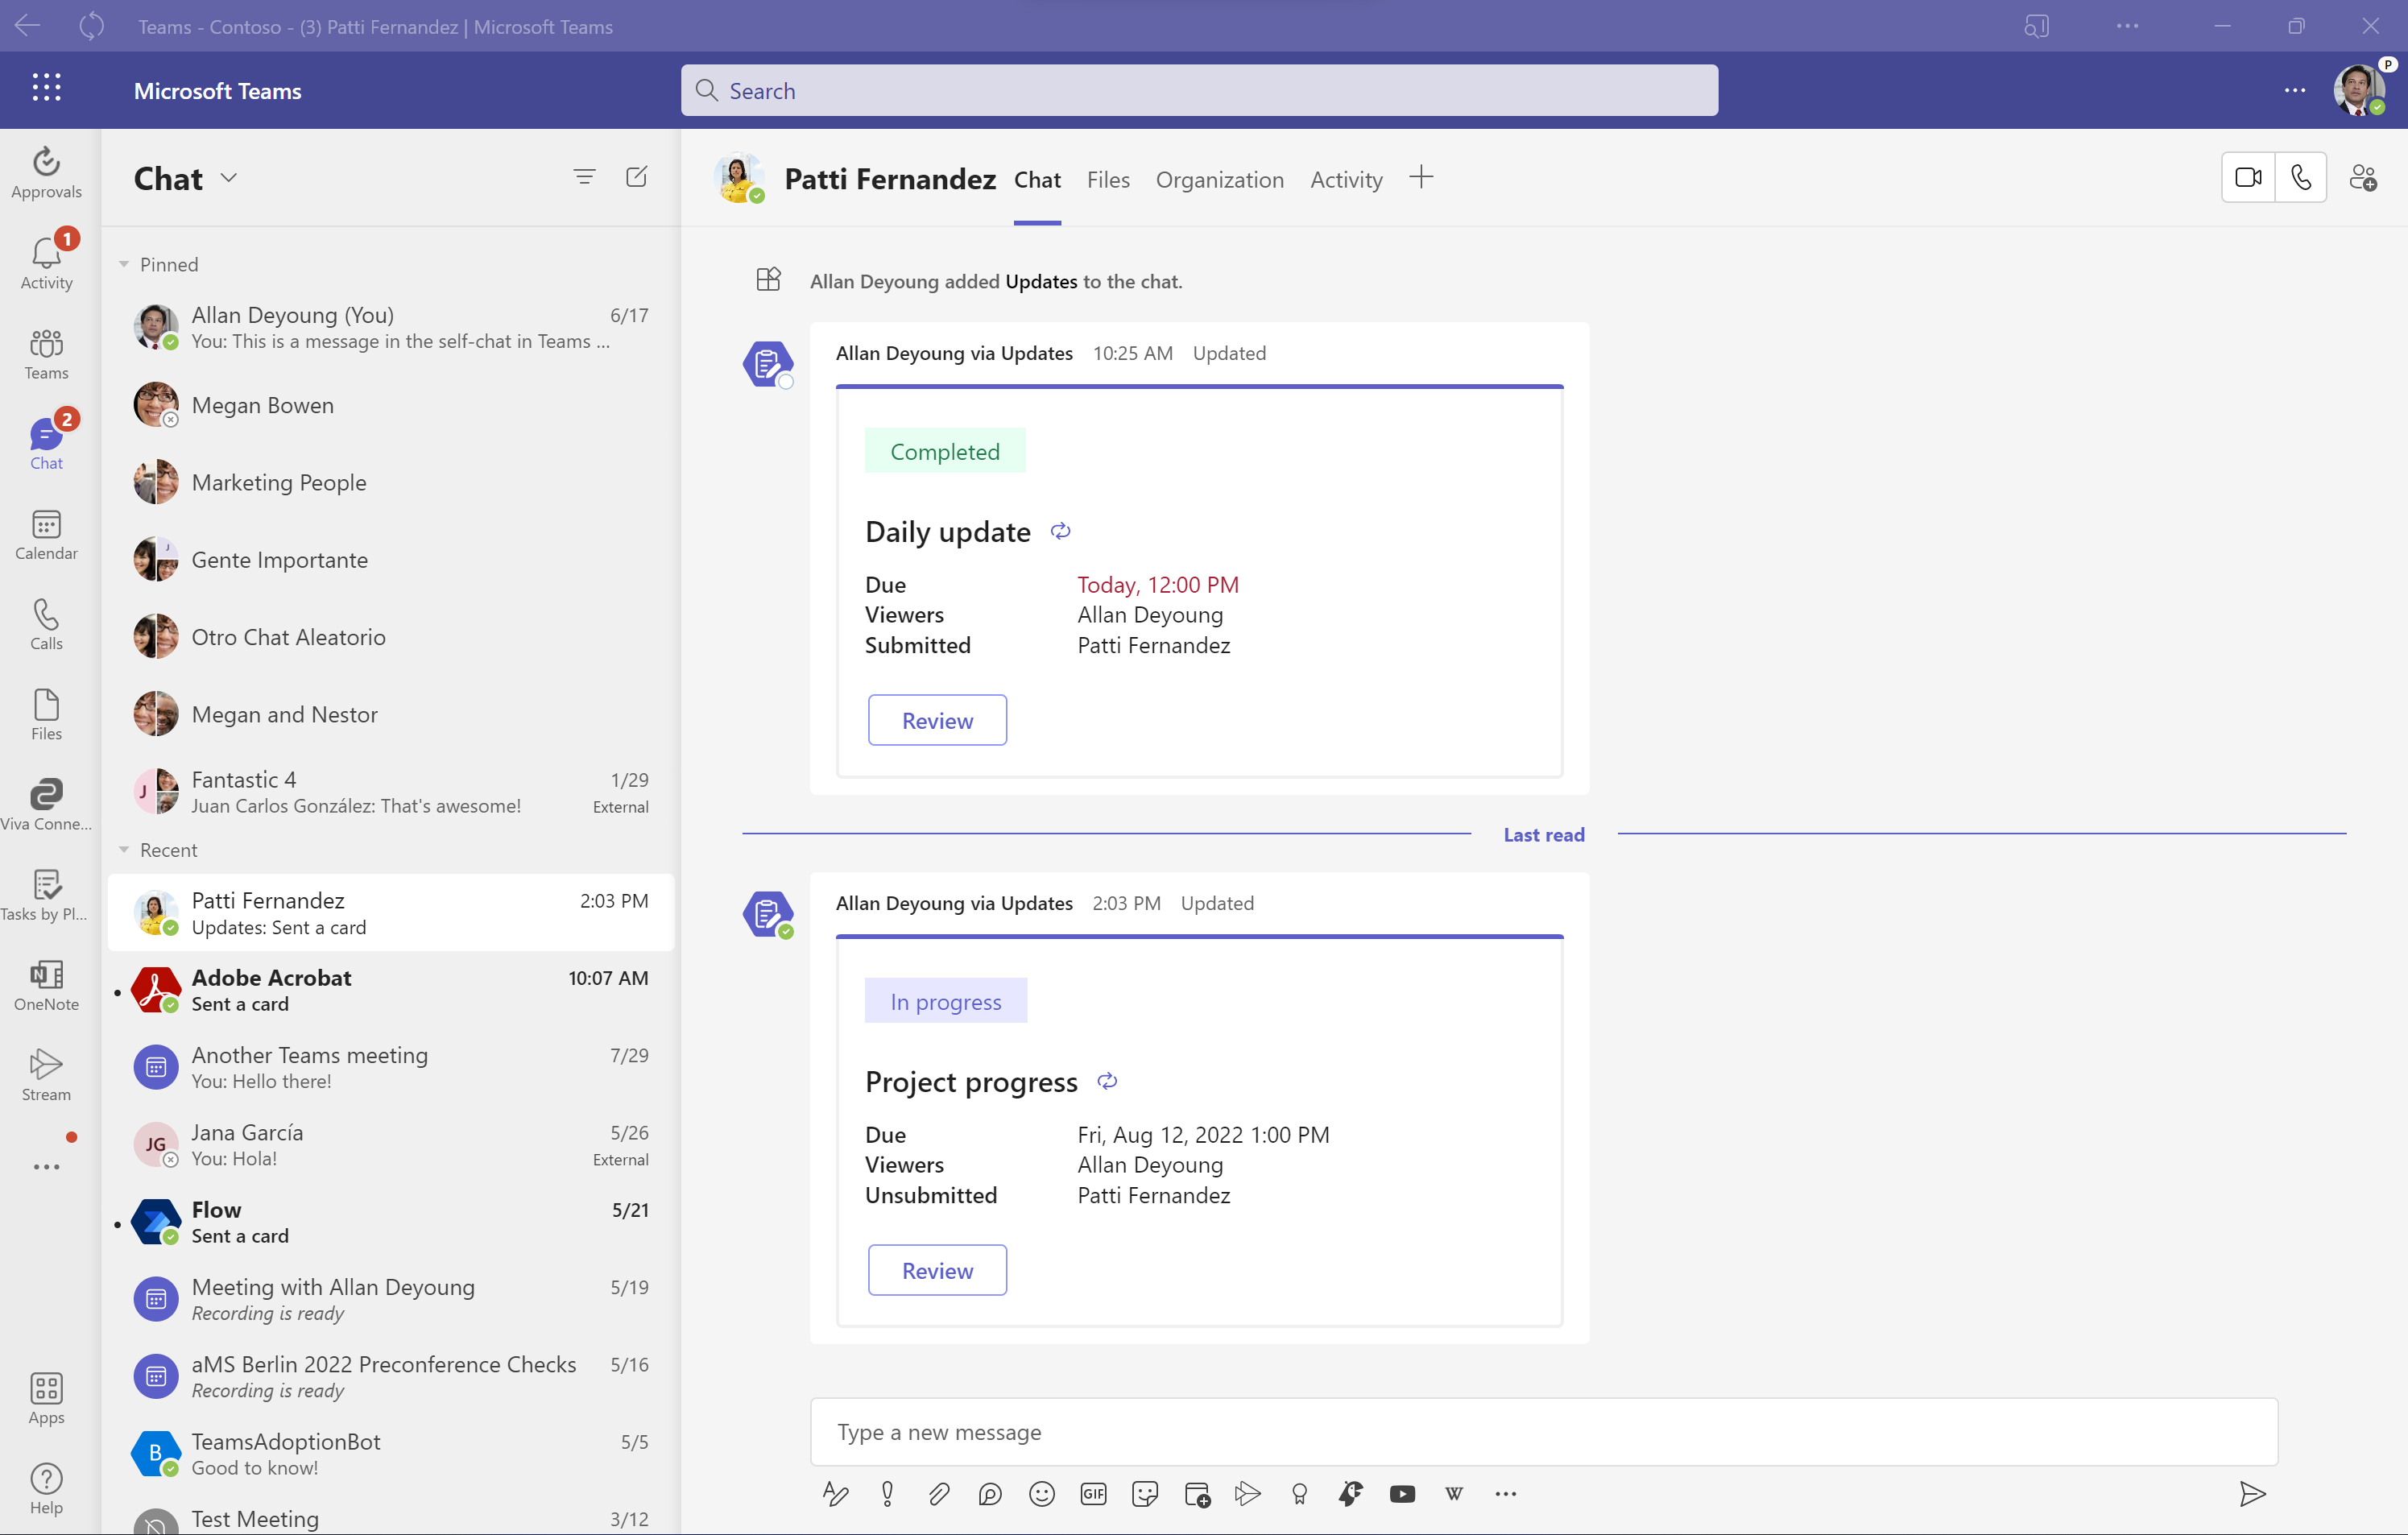 Teams - Contoso - (3) Patti Fernandez | Microsoft Teams
Microsoft Teams
Search
P
Approvals
1
Activity
Teams
2
Chat
Calendar
Calls
Files
Viva Conne...
Tasks by Pl...
OneNote
Stream
Apps
Help
Chat
Pinned
Allan Deyoung (You) 6/17
You: This is a message in the self-chat in Teams ...
Megan Bowen
Marketing People
J
Gente Importante
Otro Chat Aleatorio
Megan and Nestor
J
Fantastic 4 1/29
Juan Carlos González: That's awesome! External
Recent
Patti Fernandez 2:03 PM
Updates: Sent a card
Adobe Acrobat 10:07 AM
Sent a card
Another Teams meeting 7/29
You: Hello there!
JG
Jana García 5/26
You: Hola! External
Flow 5/21
Sent a card
Meeting with Allan Deyoung 5/19
Recording is ready
aMS Berlin 2022 Preconference Checks 5/16
Recording is ready
B
TeamsAdoptionBot 5/5
Good to know!
Test Meeting 3/12
Patti Fernandez Chat Files Organization Activity
Allan Deyoung added Updates to the chat.
Allan Deyoung via Updates 10:25 AM Updated
Completed
Daily update
Due Today, 12:00 PM
Viewers Allan Deyoung
Submitted Patti Fernandez
Review
Last read
Allan Deyoung via Updates 2:03 PM Updated
In progress
Project progress
Due Fri, Aug 12, 2022 1:00 PM
Viewers Allan Deyoung
Unsubmitted Patti Fernandez
Review
Type a new message
GIF
W